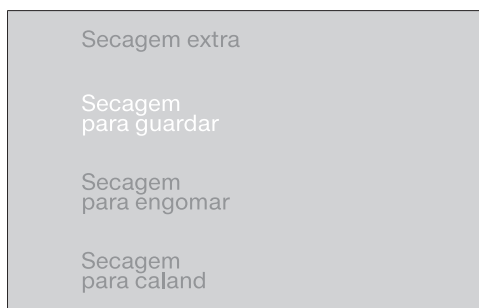 Secagem extra
Secagem
para guardar
Secagem
para engomar
Secagem
para caland